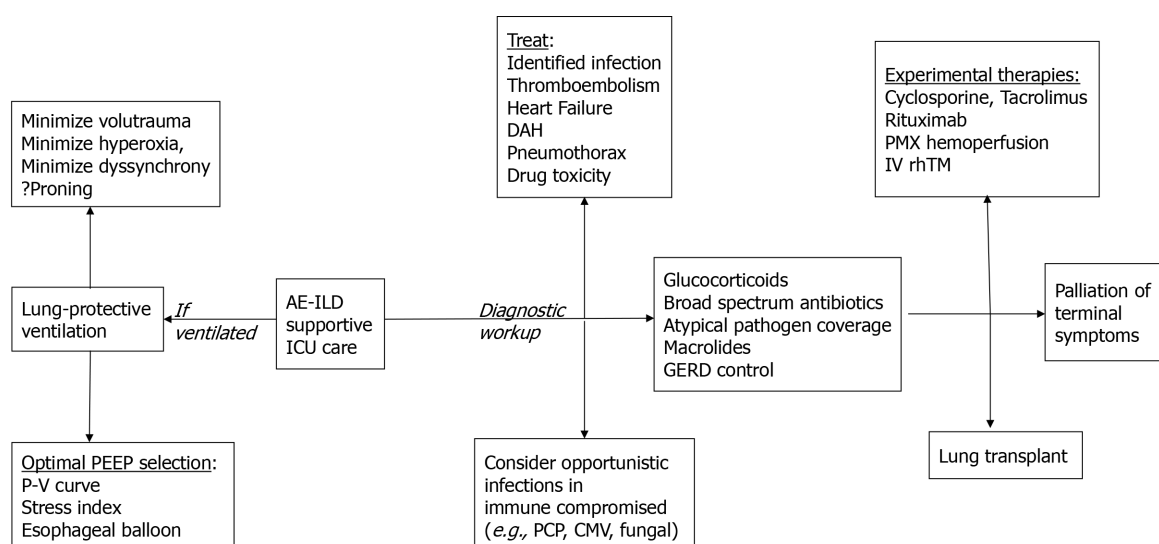 Treat:
Identified infection
Thromboembolism
Heart Failure
DAH
Pneumothorax
Drug toxicity
Experimental therapies:
Cyclosporine, Tacrolimus
Rituximab
PMX hemoperfusion
IV rhTM
Minimize volutrauma
Minimize hyperoxia,
Minimize dyssynchrony
?Proning
Lung-protective
ventilation
If
ventilated
AE-ILD
supportive
ICU care
Diagnostic
workup
Glucocorticoids
Broad spectrum antibiotics
Atypical pathogen coverage
Macrolides
GERD control
Palliation of
terminal
symptoms
Optimal PEEP selection:
P-V curve
Stress index
Esophageal balloon
Consider opportunistic
infections in
immune compromised
(e.g., PCP, CMV, fungal)
Lung transplant